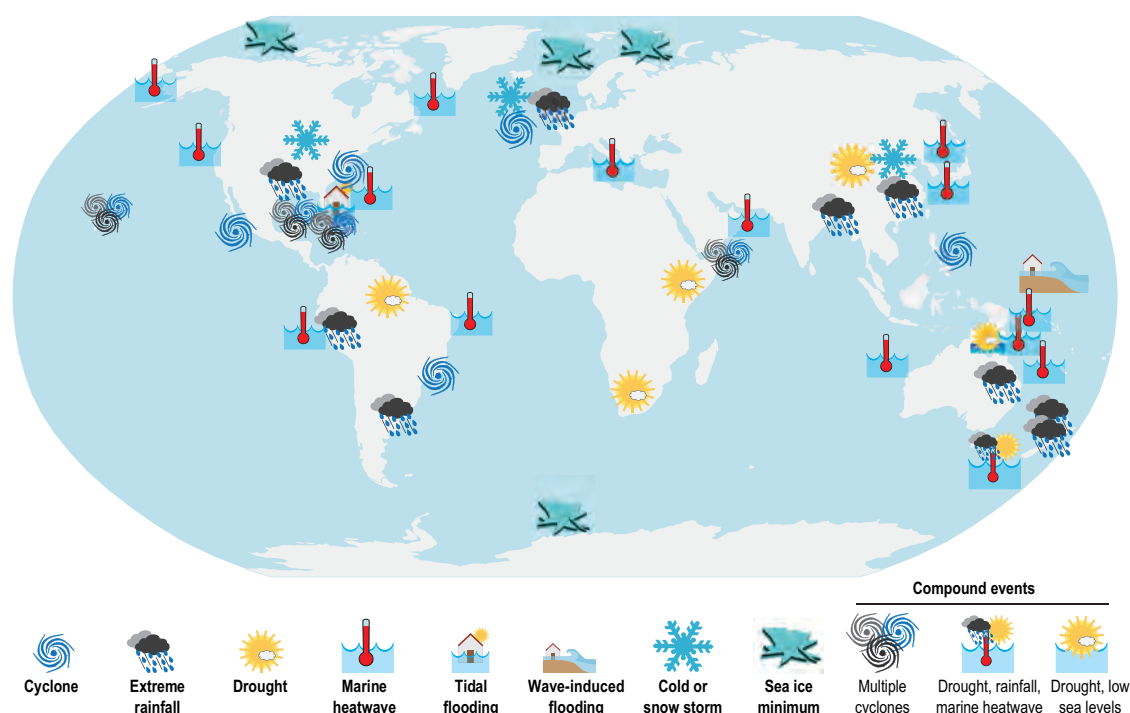 Compound events
Cyclone
Extreme
rainfall
Drought
Marine
heatwave
Tidal
flooding
Wave-induced
flooding
Cold or
snow storm
Sea ice
minimum
Multiple
cyclones
Drought, rainfall,
marine heatwave
Drought, low
sea levels